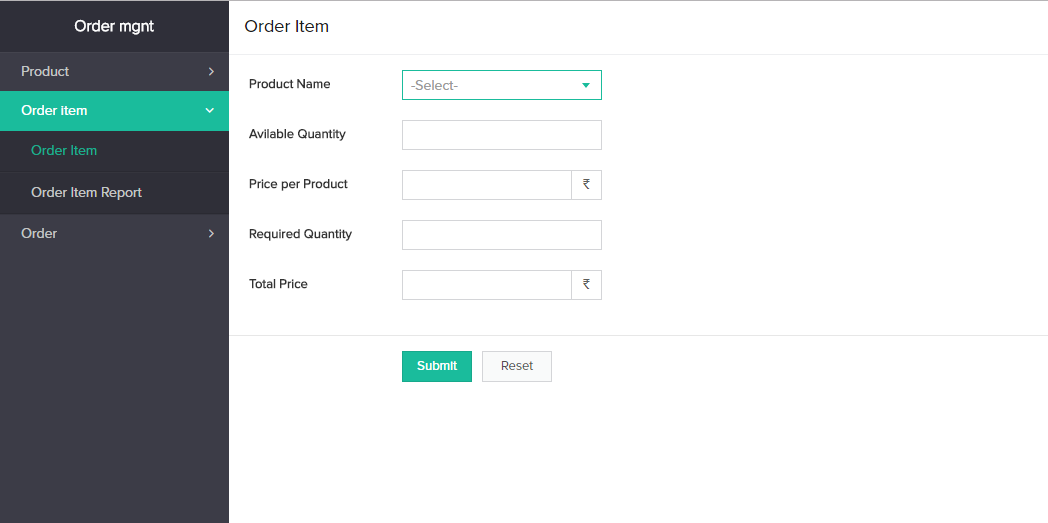 Order mgnt
Product
Order Item
Order Item
Order Item Report
Order
Order Item
Product Name
-Select-
Avilable Quantity
Price per Product
₹
Required Quantity
Total Price
₹
Submit
Reset